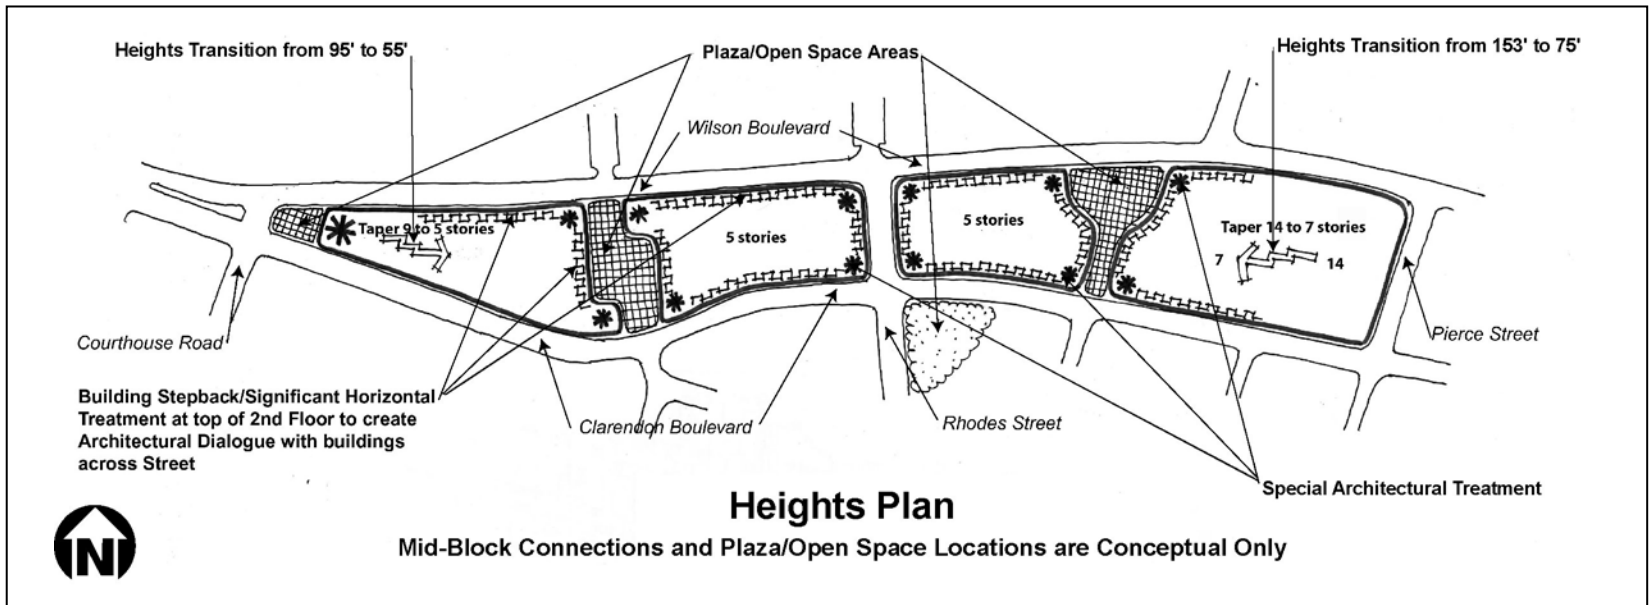 Heights Transition from 95' to 55'
Plaza/Open Space Areas
Heights Transition from 153' to 75'
Wilson Boulevard
Taper 9 to 5 stories
5 stories
5 stories
Taper 14 to 7 stories
7
14
Courthouse Road
Pierce Street
Building Stepback/Significant Horizontal
Treatment at top of 2nd Floor to create
Architectural Dialogue with buildings
across Street
Clarendon Boulevard
Rhodes Street
Special Architectural Treatment
Heights Plan
Mid-Block Connections and Plaza/Open Space Locations are Conceptual Only
N